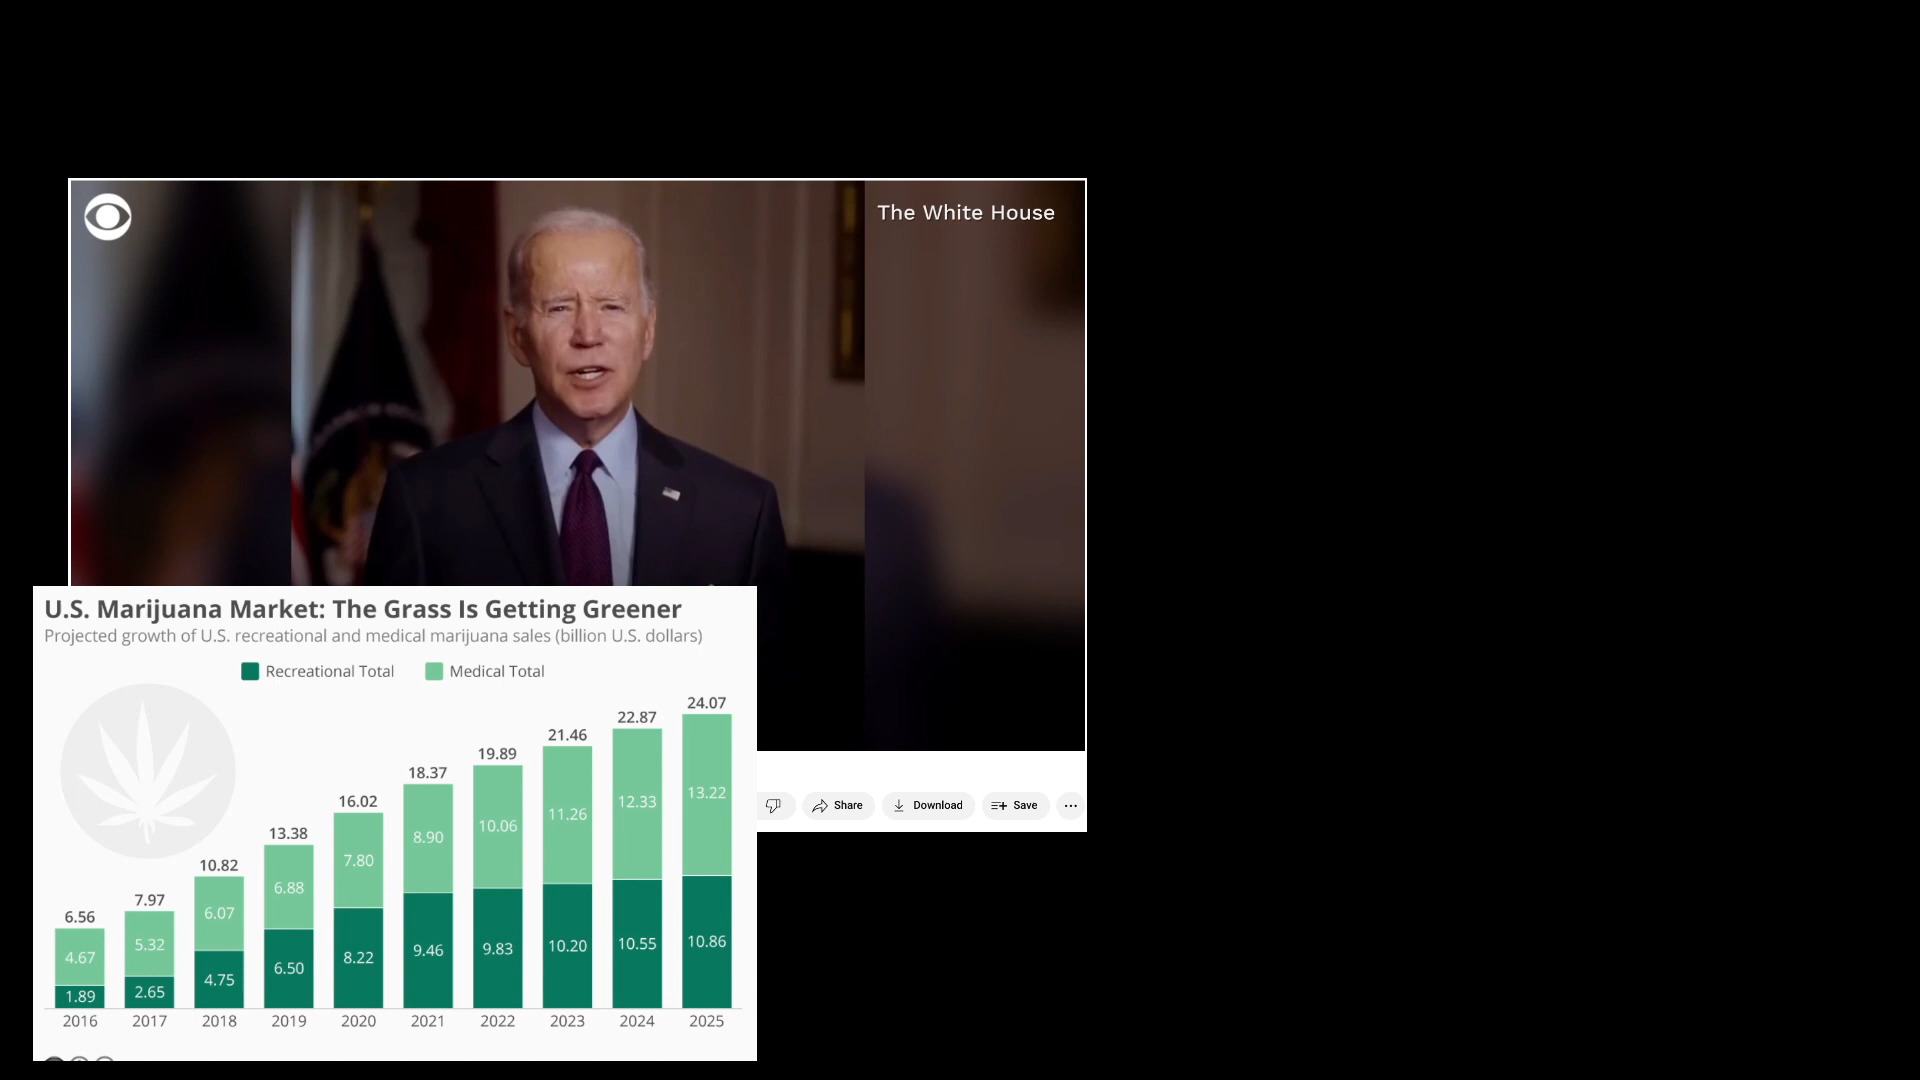 The White House
U.S. Marijuana Market: The Grass Is Getting Greener
Projected growth of U.S. recreational and medical marijuana sales (billion U.S. dollars)
Recreational Total Medical Total
6.56 7.97 10.82 13.38 16.02 18.37 19.89 21.46 22.87 24.07
4.67 5.32 6.07 6.88 7.80 8.90 10.06 11.26 12.33 13.22
1.89 2.65 4.75 6.50 8.22 9.46 9.83 10.20 10.55 10.86
2016 2017 2018 2019 2020 2021 2022 2023 2024 2025
Share Download Save